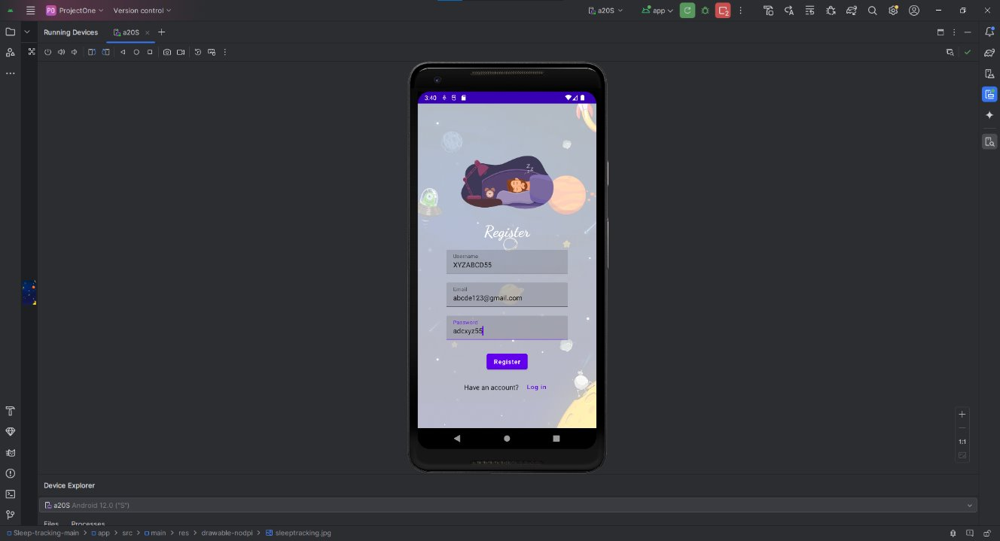 PO ProjectOne Version control a20S app 2
Running Devices a20S
3:40
Z
Z
Z
Register
Username
XYZABCD55
Email
abcde123@gmail.com
Password
adcxyz55
Register
Have an account? Log in
1:1
Device Explorer
a20S Android 12.0 ("S")
Files Processes
Sleep-tracking-main app src main res drawable-nodpi sleeptracking.jpg